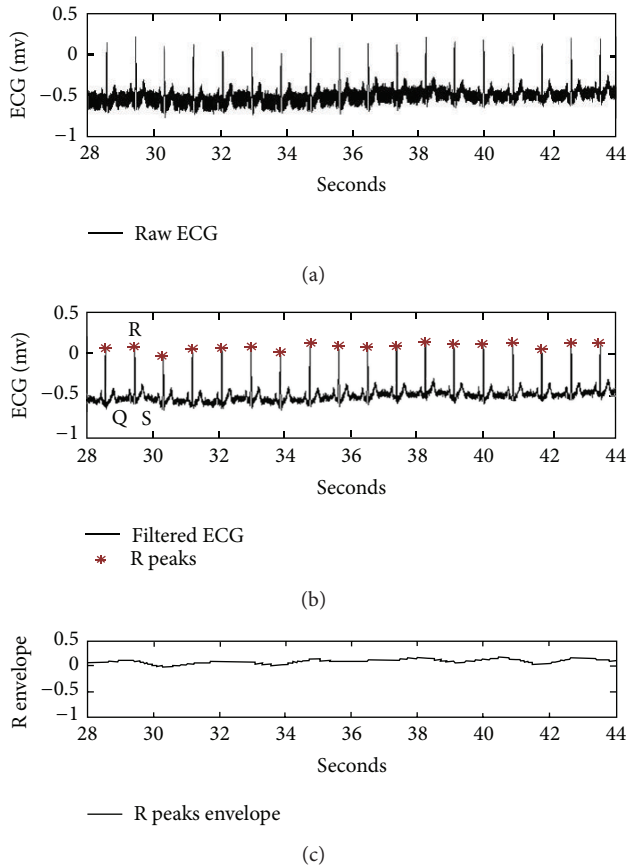 0.5
0
−0.5
−1
ECG (mv)
28 30 32 34 36 38 40 42 44
Seconds
Raw ECG
(a)
0.5
0
−0.5
−1
ECG (mv)
R
Q S
28 30 32 34 36 38 40 42 44
Seconds
Filtered ECG
R peaks
(b)
0.5
0
−0.5
−1
R envelope
28 30 32 34 36 38 40 42 44
Seconds
R peaks envelope
(c)